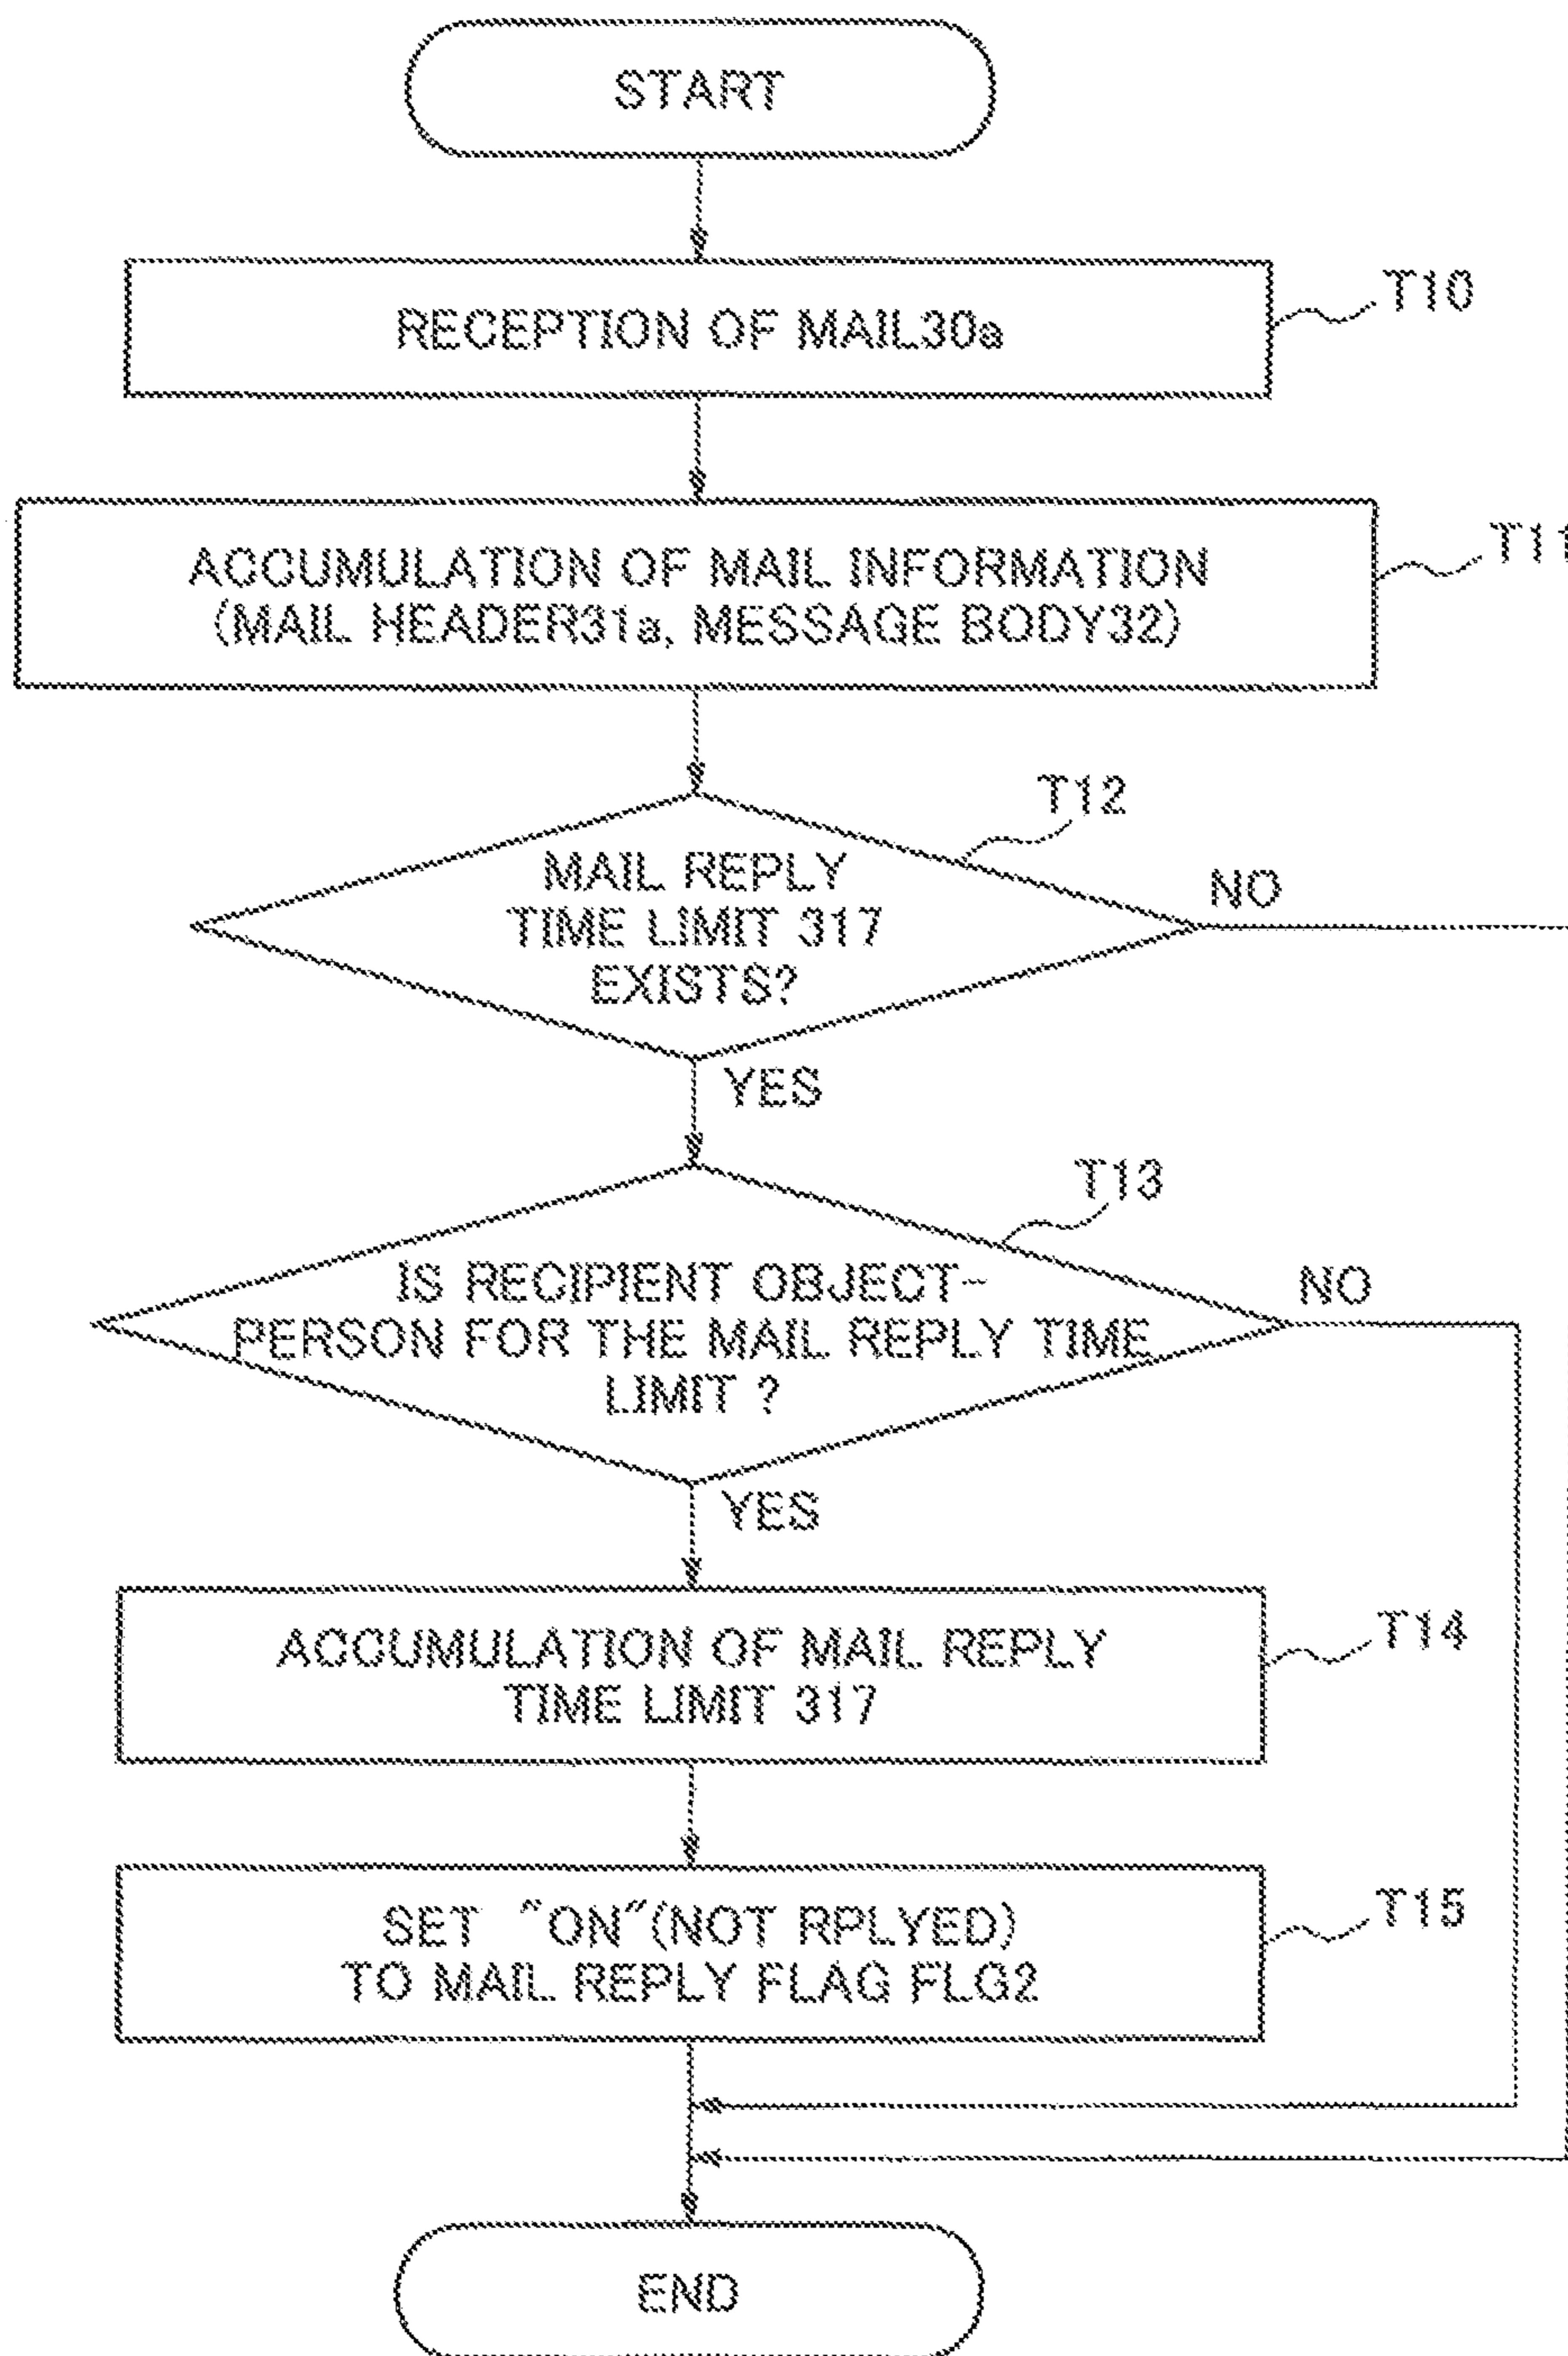 START
RECEPTION OF MAIL30a
T10
ACCUMULATION OF MAIL INFORMATION
(MAIL HEADER31a, MESSAGE BODY32)
T11
T12
MAIL REPLY
TIME LIMIT 317
EXISTS?
NO
YES
T13
IS RECIPIENT OBJECT-
PERSON FOR THE MAIL REPLY TIME
LIMIT ?
NO
YES
ACCUMULATION OF MAIL REPLY
TIME LIMIT 317
T14
SET "ON"(NOT RPLYED)
TO MAIL REPLY FLAG FLG2
T15
END